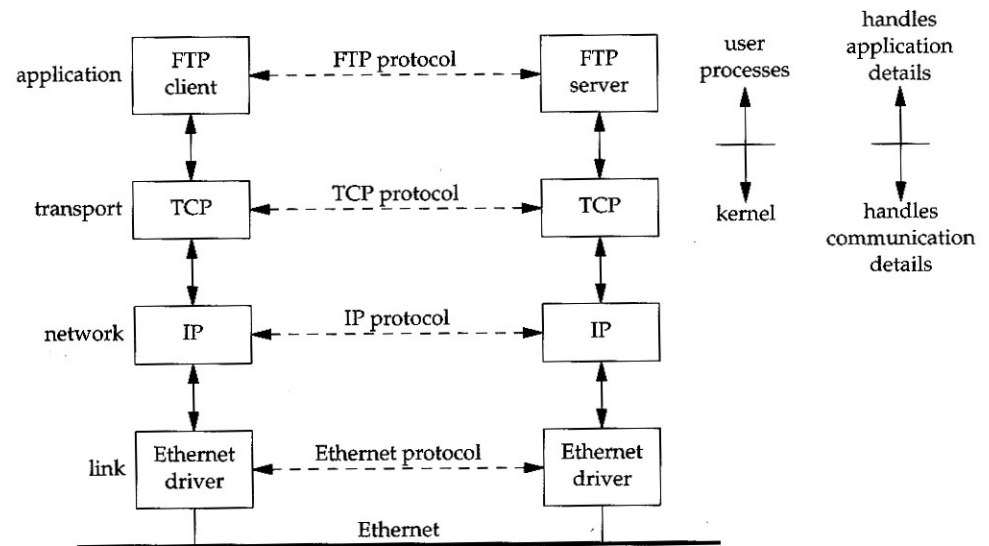 handles
application
details
user
processes
application
FTP
client
FTP protocol
FTP
server
transport
TCP
TCP protocol
TCP
kernel
handles
communication
details
network
IP
IP protocol
IP
link
Ethernet
driver
Ethernet protocol
Ethernet
driver
Ethernet